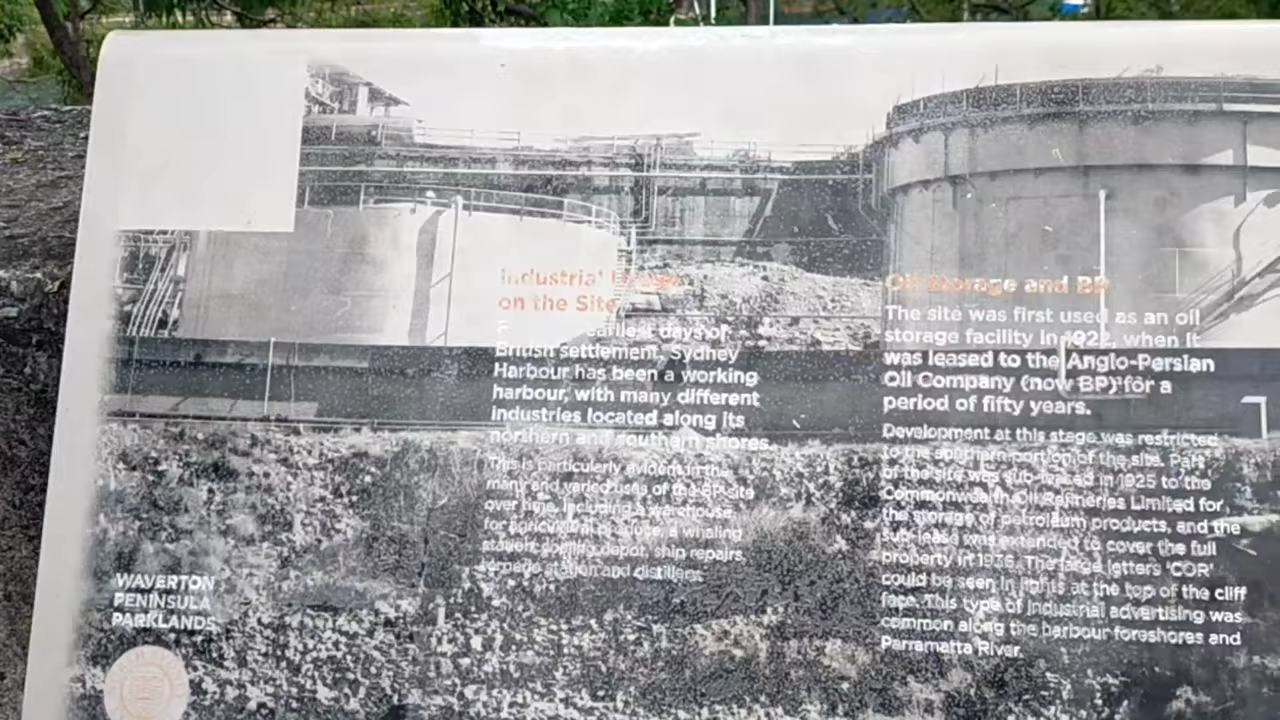 Industrial Usage
on the Site
earliest days of
British settlement, Sydney
Harbour has been a working
harbour, with many different
industries located along its
northern and southern shores.
This is particularly evident in the
many and varied uses of the BP site
over time, including a warehouse
for agricultural produce, a whaling
station, coaling depot, ship repairs,
torpedo station and distillery.
Oil Storage and BP
The site was first used as an oil
storage facility in 1922, when it
was leased to the Anglo-Persian
Oil Company (now BP) for a
period of fifty years.
Development at this stage was restricted
to the southern portion of the site. Part
of the site was sub-leased in 1925 to the
Commonwealth Oil Refineries Limited for
the storage of petroleum products, and the
sub-lease was extended to cover the full
property in 1936. The large letters 'COR'
could be seen in lights at the top of the cliff
face. This type of industrial advertising was
common along the harbour foreshores and
Parramatta River.
WAVERTON
PENINSULA
PARKLANDS